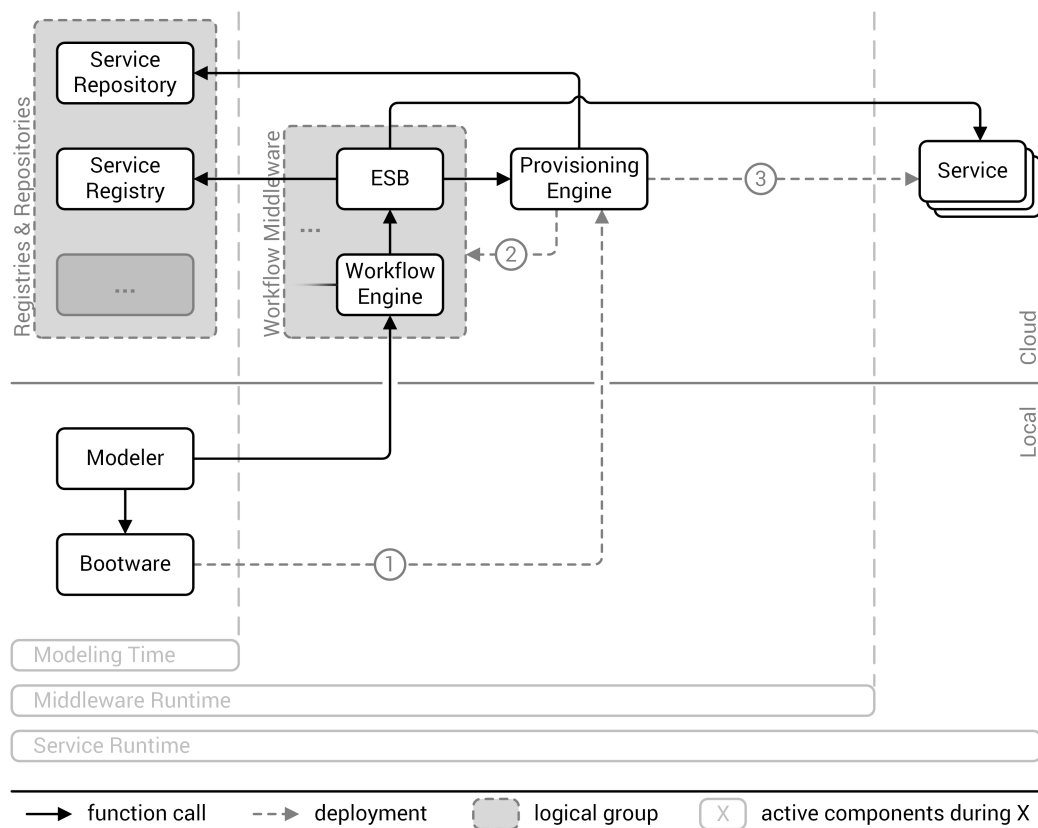 Registries & Repositories
Service
Repository
Service
Registry
...
Workflow Middleware
ESB
...
Workflow
Engine
Provisioning
Engine
2
3
Service
Cloud
Local
Modeler
Bootware
1
Modeling Time
Middleware Runtime
Service Runtime
function call
deployment
logical group
X
active components during X